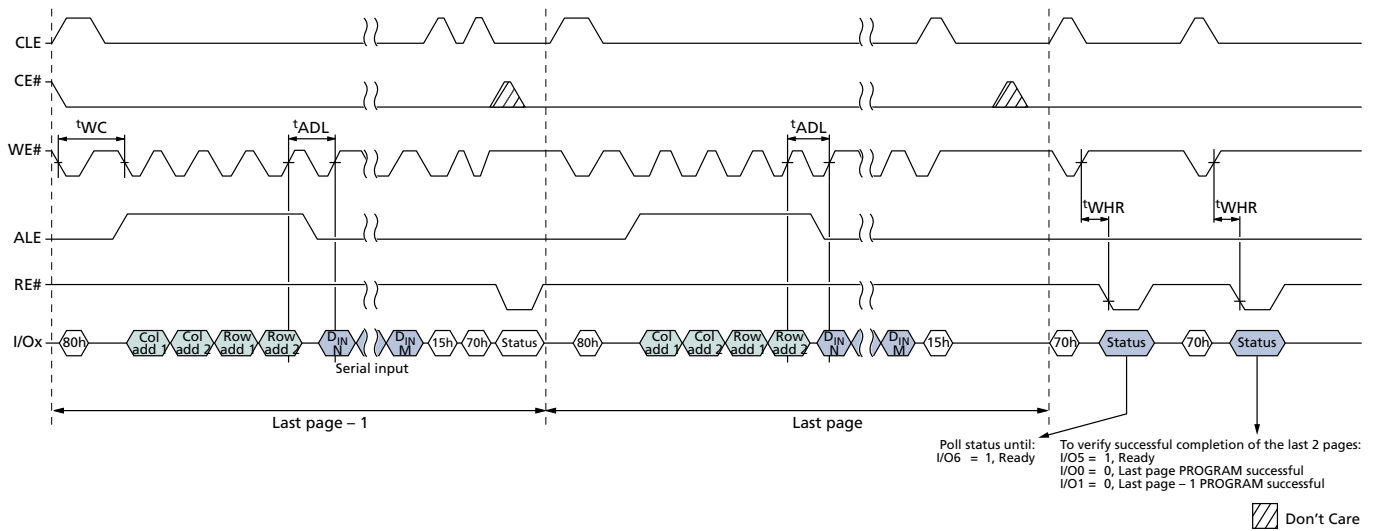 CLE
CE#
tWC
tADL
tADL
WE#
tWHR
tWHR
ALE
RE#
I/Ox
80h
Col add 1
Col add 2
Row add 1
Row add 2
DIN N
DIN M
15h
70h
Status
80h
Col add 1
Col add 2
Row add 1
Row add 2
DIN N
DIN M
15h
70h
Status
70h
Status
Serial input
Last page – 1
Last page
Poll status until:
I/O6 = 1, Ready
To verify successful completion of the last 2 pages:
I/O5 = 1, Ready
I/O0 = 0, Last page PROGRAM successful
I/O1 = 0, Last page – 1 PROGRAM successful
Don't Care